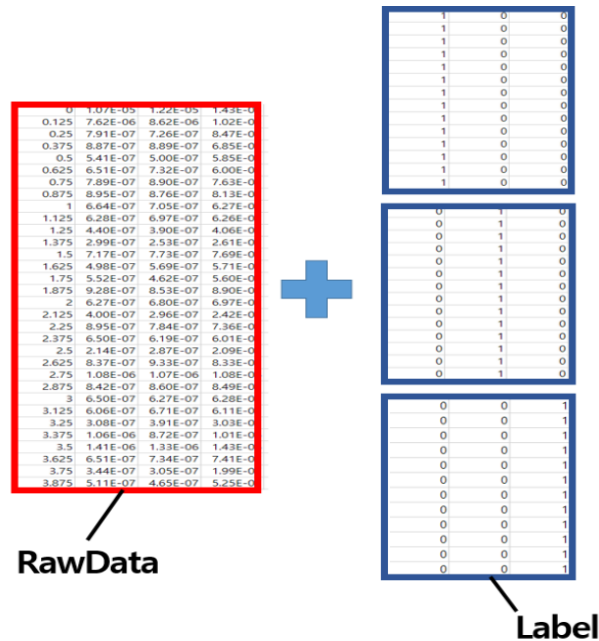 0 1.07E-05 1.22E-05 1.43E-0
0.125 7.62E-06 8.62E-06 1.02E-0
0.25 7.91E-07 7.26E-07 8.47E-0
0.375 8.87E-07 8.89E-07 6.85E-0
0.5 5.41E-07 5.00E-07 5.85E-0
0.625 6.51E-07 7.32E-07 6.00E-0
0.75 7.89E-07 8.90E-07 7.63E-0
0.875 8.95E-07 8.76E-07 8.13E-0
1 6.64E-07 7.05E-07 6.27E-0
1.125 6.28E-07 6.97E-07 6.26E-0
1.25 4.40E-07 3.90E-07 4.06E-0
1.375 2.99E-07 2.53E-07 2.61E-0
1.5 7.17E-07 7.73E-07 7.69E-0
1.625 4.98E-07 5.69E-07 5.71E-0
1.75 5.52E-07 4.62E-07 5.60E-0
1.875 9.28E-07 8.53E-07 8.90E-0
2 6.27E-07 6.80E-07 6.97E-0
2.125 4.00E-07 2.96E-07 2.42E-0
2.25 8.95E-07 7.84E-07 7.36E-0
2.375 6.50E-07 6.19E-07 6.01E-0
2.5 2.14E-07 2.87E-07 2.09E-0
2.625 8.37E-07 9.33E-07 8.33E-0
2.75 1.08E-06 1.07E-06 1.08E-0
2.875 8.42E-07 8.60E-07 8.49E-0
3 6.50E-07 6.27E-07 6.28E-0
3.125 6.06E-07 6.71E-07 6.11E-0
3.25 3.08E-07 3.91E-07 3.03E-0
3.375 1.06E-06 8.72E-07 1.01E-0
3.5 1.41E-06 1.33E-06 1.43E-0
3.625 6.51E-07 7.34E-07 7.41E-0
3.75 3.44E-07 3.05E-07 1.99E-0
3.875 5.11E-07 4.65E-07 5.25E-0
RawData
1 0 0
1 0 0
1 0 0
1 0 0
1 0 0
1 0 0
1 0 0
1 0 0
1 0 0
1 0 0
1 0 0
1 0 0
1 0 0
1 0 0
0 1 0
0 1 0
0 1 0
0 1 0
0 1 0
0 1 0
0 1 0
0 1 0
0 1 0
0 1 0
0 1 0
0 1 0
0 1 0
0 1 0
0 0 1
0 0 1
0 0 1
0 0 1
0 0 1
0 0 1
0 0 1
0 0 1
0 0 1
0 0 1
0 0 1
0 0 1
Label